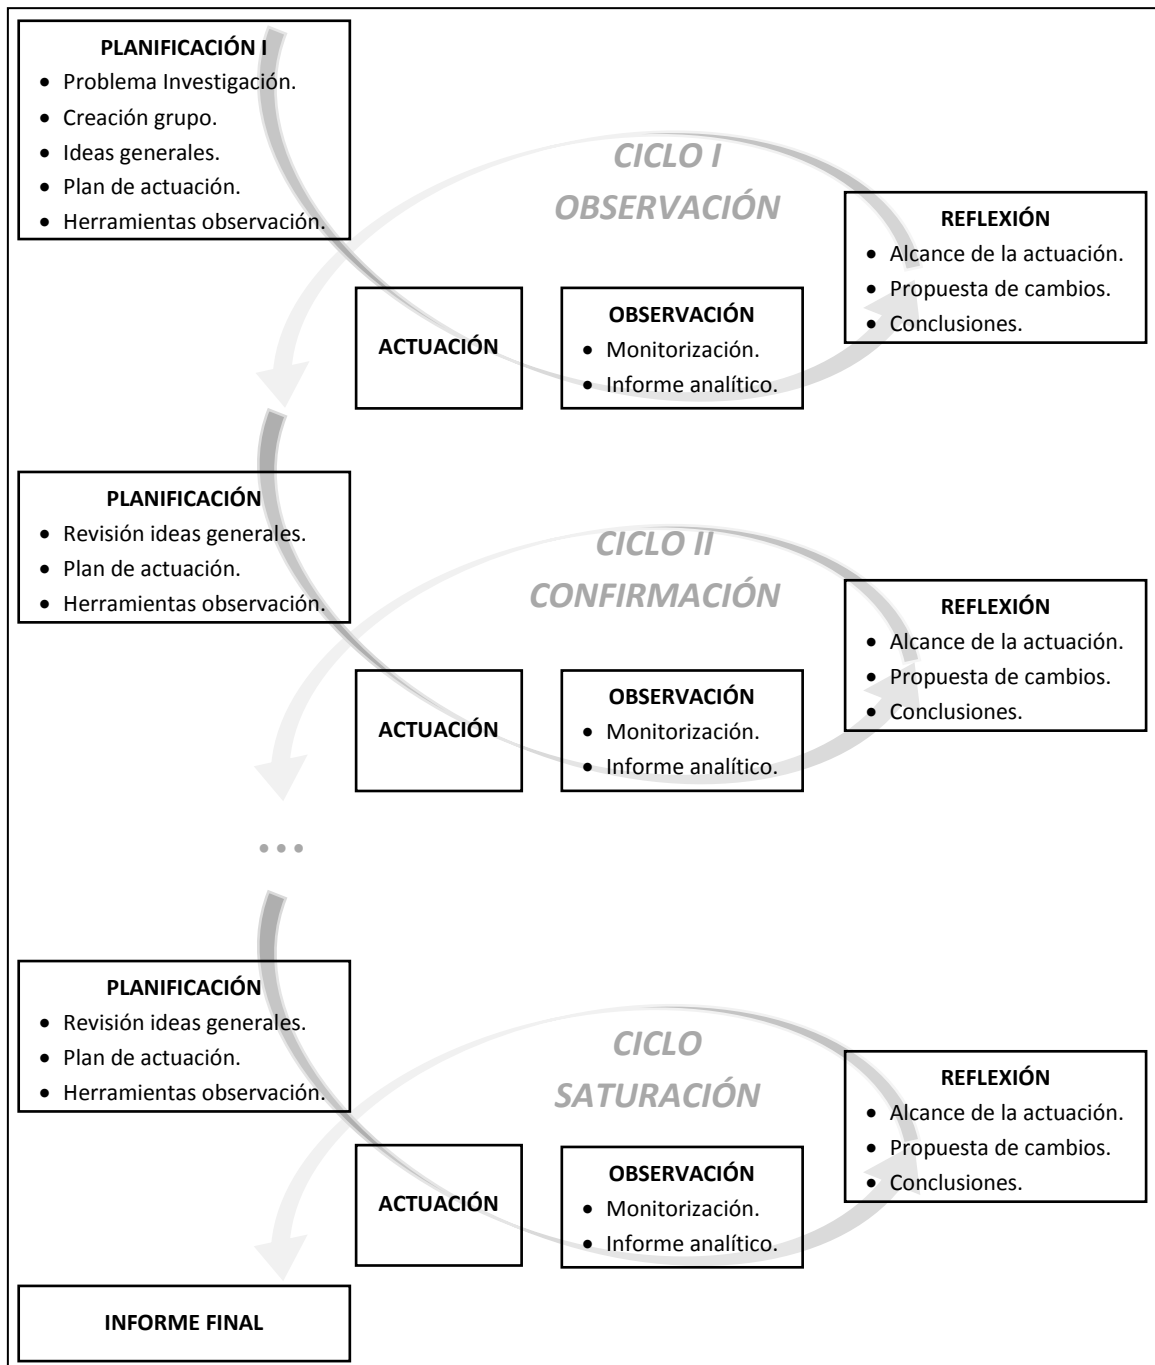 PLANIFICACIÓN I
• Problema Investigación.
• Creación grupo.
• Ideas generales.
• Plan de actuación.
• Herramientas observación.
CICLO I
OBSERVACIÓN
ACTUACIÓN
OBSERVACIÓN
• Monitorización.
• Informe analítico.
REFLEXIÓN
• Alcance de la actuación.
• Propuesta de cambios.
• Conclusiones.
PLANIFICACIÓN
• Revisión ideas generales.
• Plan de actuación.
• Herramientas observación.
CICLO II
CONFIRMACIÓN
ACTUACIÓN
OBSERVACIÓN
• Monitorización.
• Informe analítico.
REFLEXIÓN
• Alcance de la actuación.
• Propuesta de cambios.
• Conclusiones.
...
PLANIFICACIÓN
• Revisión ideas generales.
• Plan de actuación.
• Herramientas observación.
CICLO
SATURACIÓN
ACTUACIÓN
OBSERVACIÓN
• Monitorización.
• Informe analítico.
REFLEXIÓN
• Alcance de la actuación.
• Propuesta de cambios.
• Conclusiones.
INFORME FINAL